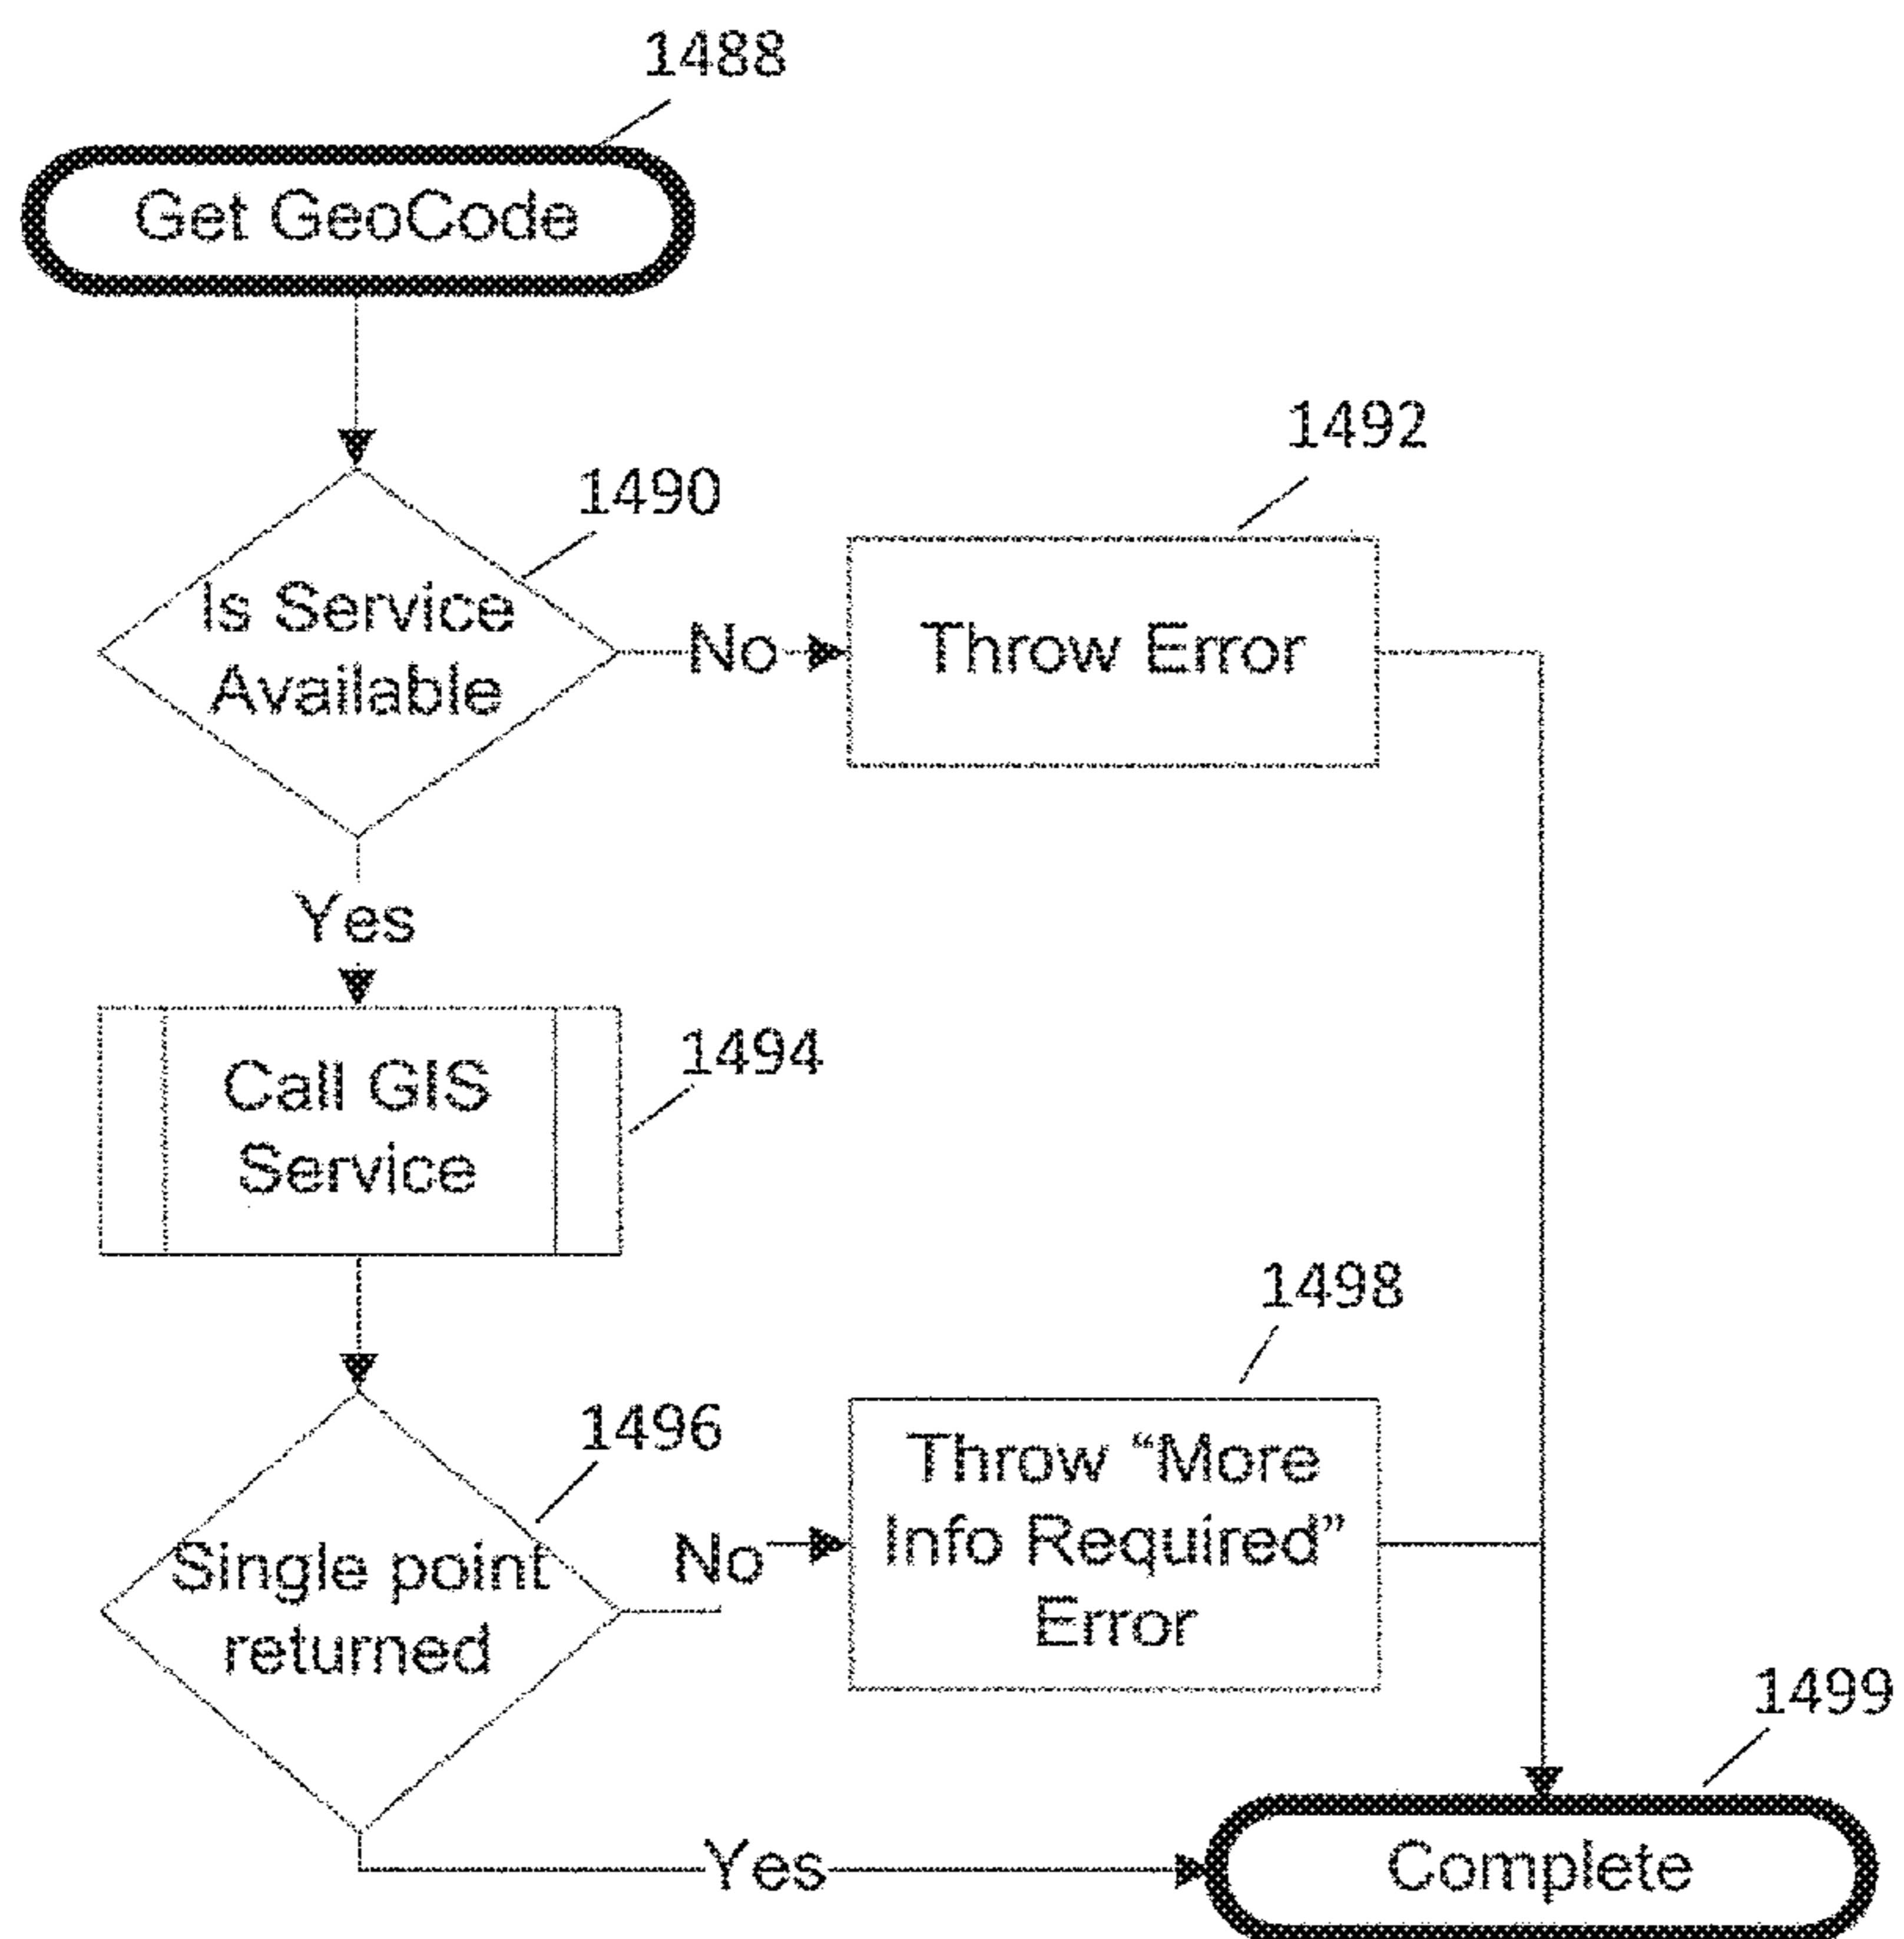 1488
Get GeoCode
1490
Is Service
Available
No
1492
Throw Error
Yes
1494
Call GIS
Service
1496
Single point
returned
No
1498
Throw “More
Info Required”
Error
Yes
1499
Complete